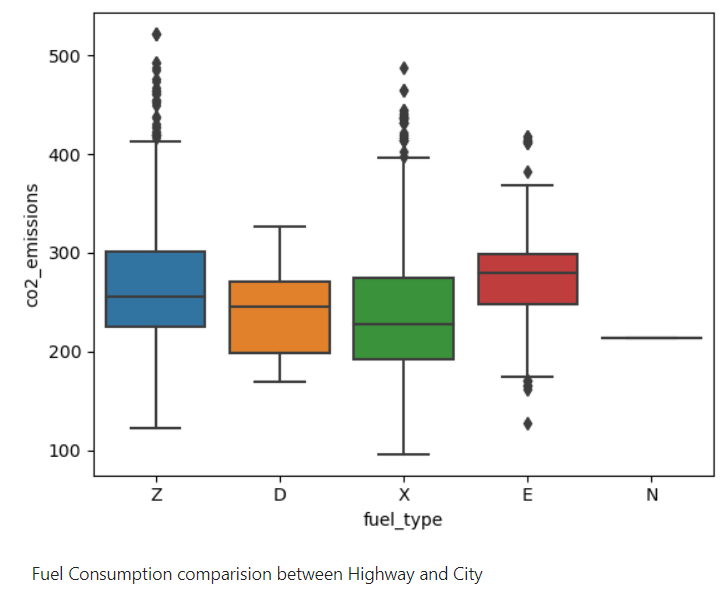 500
400
300
200
100
co2_emissions
Z D X E N
fuel_type
Fuel Consumption comparision between Highway and City